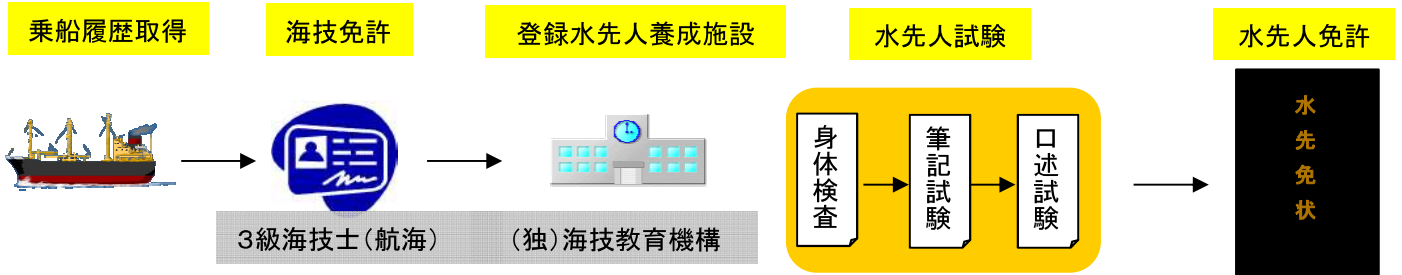 乗船履歴取得
海技免許
登録水先人養成施設
水先人試験
水先人免許
身体検査
筆記試験
口述試験
水先免状
３級海技士（航海）
（独）海技教育機構